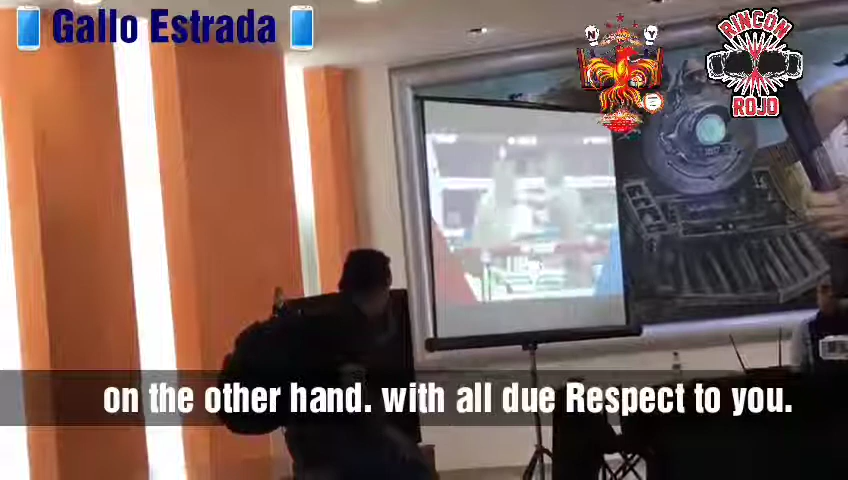 Gallo Estrada
N Y
RINCÓN
ROJO
on the other hand. with all due Respect to you.